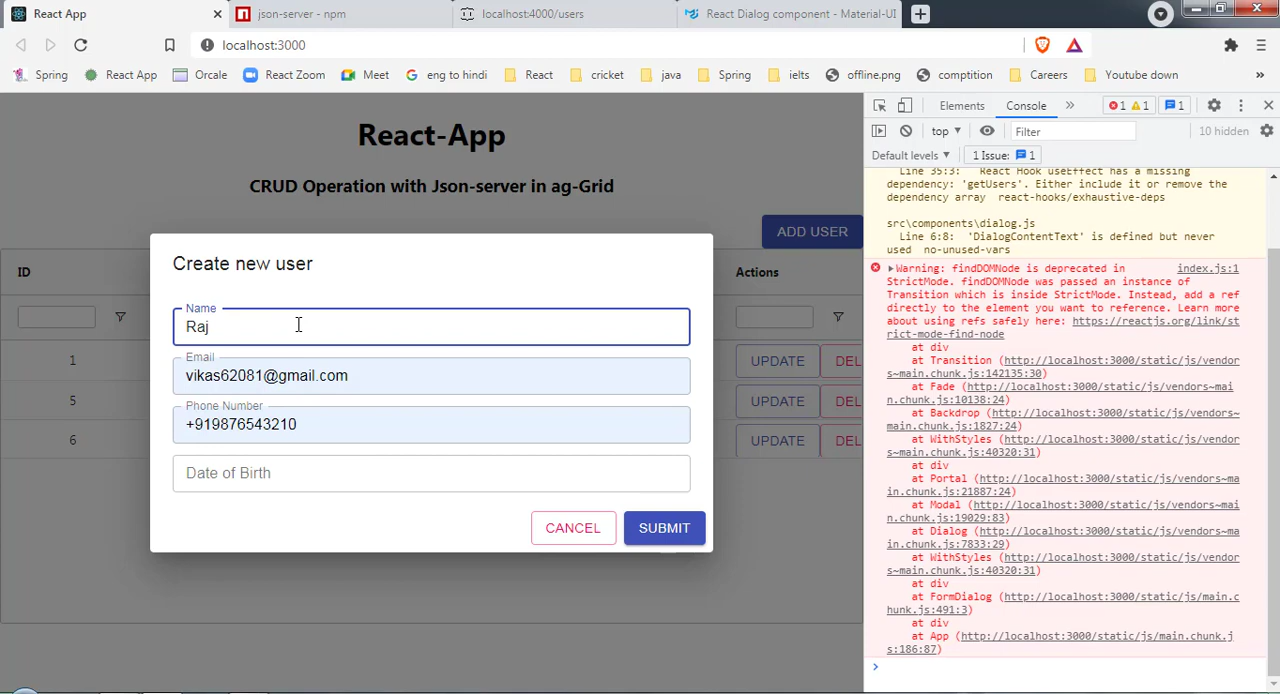 React App
json-server - npm
localhost:4000/users
React Dialog component - Material-UI
localhost:3000
Spring
React App
Orcale
React Zoom
Meet
eng to hindi
React
cricket
java
Spring
ielts
offline.png
comptition
Careers
Youtube down
»
React-App
CRUD Operation with Json-server in ag-Grid
ADD USER
ID
Actions
1
UPDATE
DEL
5
UPDATE
DEL
6
UPDATE
DEL
Create new user
Name
Raj
Email
vikas62081@gmail.com
Phone Number
+919876543210
Date of Birth
CANCEL
SUBMIT
Elements
Console
»
1
1
1
top
Filter
10 hidden
Default levels
1 Issue: 1
Line 35:3: React Hook useEffect has a missing
dependency: 'getUsers'. Either include it or remove the
dependency array react-hooks/exhaustive-deps
src\components\dialog.js
Line 6:8: 'DialogContentText' is defined but never
used no-unused-vars
Warning: findDOMNode is deprecated in index.js:1
StrictMode. findDOMNode was passed an instance of
Transition which is inside StrictMode. Instead, add a ref
directly to the element you want to reference. Learn more
about using refs safely here: https://reactjs.org/link/st
rict-mode-find-node
at div
at Transition (http://localhost:3000/static/js/vendor
s~main.chunk.js:142135:30)
at Fade (http://localhost:3000/static/js/vendors~mai
n.chunk.js:10138:24)
at Backdrop (http://localhost:3000/static/js/vendors~
main.chunk.js:1827:24)
at WithStyles (http://localhost:3000/static/js/vendor
s~main.chunk.js:40320:31)
at div
at Portal (http://localhost:3000/static/js/vendors~ma
in.chunk.js:21887:24)
at Modal (http://localhost:3000/static/js/vendors~mai
n.chunk.js:19029:83)
at Dialog (http://localhost:3000/static/js/vendors~ma
in.chunk.js:7833:29)
at WithStyles (http://localhost:3000/static/js/vendor
s~main.chunk.js:40320:31)
at div
at FormDialog (http://localhost:3000/static/js/main.c
hunk.js:491:3)
at div
at App (http://localhost:3000/static/js/main.chunk.j
s:186:87)